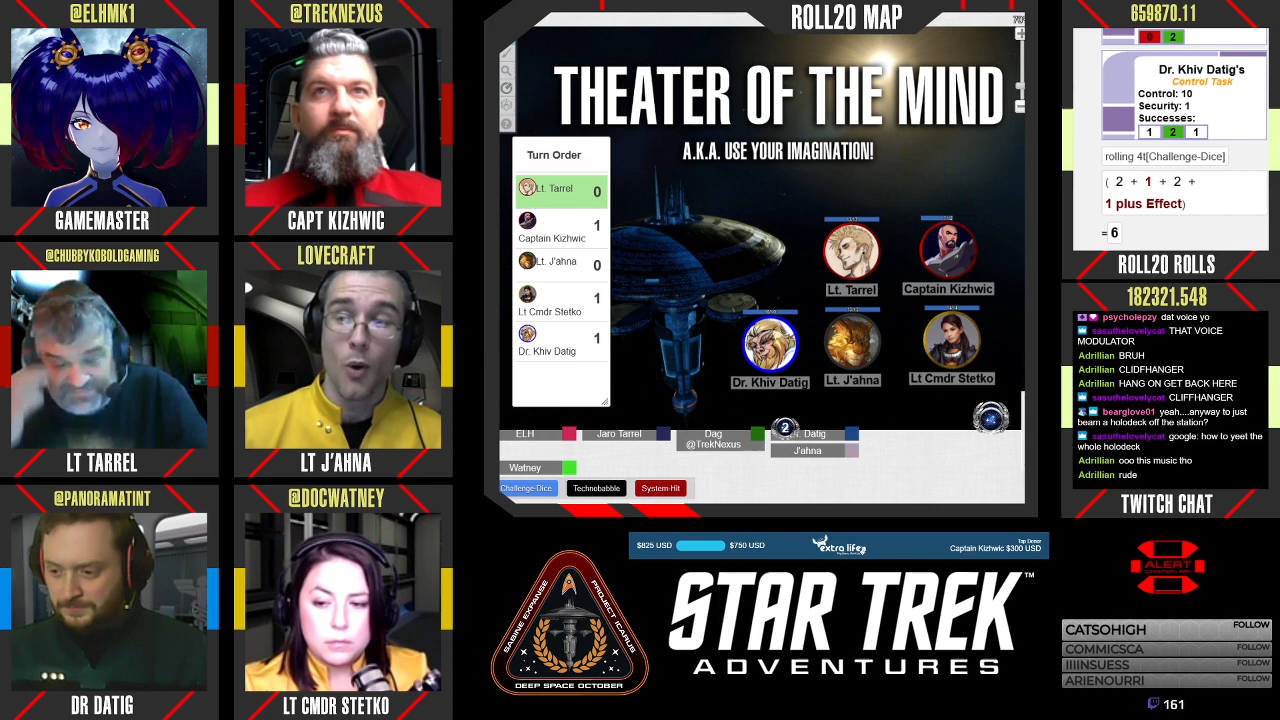 @ELHMK1
GAMEMASTER
@TREKNEXUS
CAPT KIZHWIC
@CHUBBYKOBOLDGAMING
LT TARREL
LOVECRAFT
LT J'AHNA
@PANORAMATINT
DR DATIG
@DOCWATNEY
LT CMDR STETKO
ROLL20 MAP
THEATER OF THE MIND
A.K.A. USE YOUR IMAGINATION!
Turn Order
Lt. Tarrel 0
Captain Kizhwic 1
Lt. J'ahna 0
Lt Cmdr Stetko 1
Dr. Khiv Datig 1
Lt. Tarrel
Captain Kizhwic
Dr. Khiv Datig
Lt. J'ahna
Lt Cmdr Stetko
2
ELH
Jaro Tarrel
Dag
@TrekNexus
Datig
J'ahna
Watney
Challenge-Dice
Technobabble
System-Hit
$825 USD
$750 USD
extra life
Top Donor
Captain Kizhwic $300 USD
SABINE EXPANSE
PROJECT ICARUS
DEEP SPACE OCTOBER
STAR TREK™
ADVENTURES
659870.11
0 2
Dr. Khiv Datig's
Control Task
Control: 10
Security: 1
Successes:
1 2 1
rolling 4t[Challenge-Dice]
( 2 + 1 + 2 +
1 plus Effect)
= 6
ROLL20 ROLLS
182321.548
psycholepzy dat voice yo
sasuthelovelycat THAT VOICE
MODULATOR
Adrillian BRUH
Adrillian CLIDFHANGER
Adrillian HANG ON GET BACK HERE
sasuthelovelycat CLIFFHANGER
bearglove01 yeah....anyway to just
beam a holodeck off the station?
sasuthelovelycat google: how to yeet the
whole holodeck
Adrillian ooo this music tho
Adrillian rude
TWITCH CHAT
ALERT
CATSOHIGH FOLLOW
COMMICSCA FOLLOW
IIIINSUESS FOLLOW
ARIENOURRI FOLLOW
161